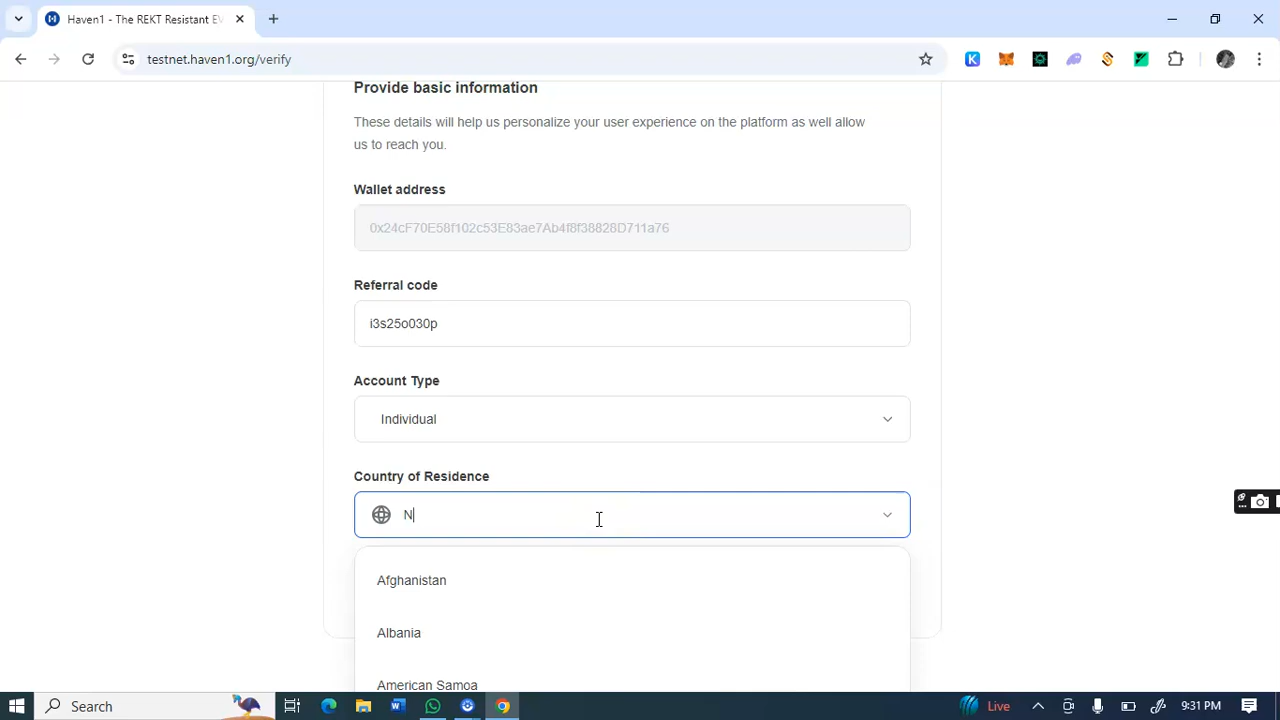 Haven1 - The REKT Resistant EV
testnet.haven1.org/verify
Provide basic information
These details will help us personalize your user experience on the platform as well allow
us to reach you.
Wallet address
0x24cF70E58f102c53E83ae7Ab4f8f38828D711a76
Referral code
i3s25o030p
Account Type
Individual
Country of Residence
N
Afghanistan
Albania
American Samoa
Search
Live
9:31 PM